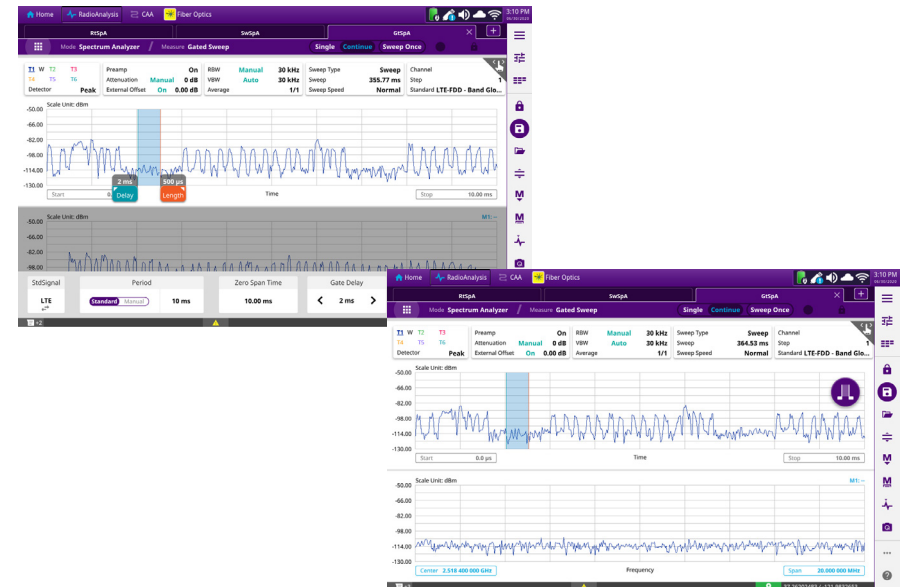 Home RadioAnalysis CAA Fiber Optics 3:10 PM
RtSpA SwSpA GtSpA × +
Mode Spectrum Analyzer / Measure Gated Sweep Single Continue Sweep Once
T1 W T2 T3 Preamp On RBW Manual 30 kHz Sweep Type Sweep Channel
T4 T5 T6 Attenuation Manual 0 dB VBW Auto 30 kHz Sweep 355.77 ms Step 1
Detector Peak External Offset On 0.00 dB Average 1/1 Sweep Speed Normal Standard LTE-FDD - Band Glo...
Scale Unit: dBm
-50.00
-66.00
-82.00
-98.00
-114.00
-130.00
2 ms 500 μs
Start 0. Delay Length Time Stop 10.00 ms
Scale Unit: dBm M1:--
-50.00
-66.00
-82.00
-98.00
StdSignal Period Zero Span Time Gate Delay
LTE Standard Manual 10 ms 10.00 ms < 2 ms >
Home RadioAnalysis CAA Fiber Optics 3:10 PM
RtSpA SwSpA GtSpA × +
Mode Spectrum Analyzer / Measure Gated Sweep Single Continue Sweep Once
T1 W T2 T3 Preamp On RBW Manual 30 kHz Sweep Type Sweep Channel
T4 T5 T6 Attenuation Manual 0 dB VBW Auto 30 kHz Sweep 364.53 ms Step 1
Detector Peak External Offset On 0.00 dB Average 1/1 Sweep Speed Normal Standard LTE-FDD - Band Glo...
Scale Unit: dBm
-50.00
-66.00
-82.00
-98.00
-114.00
-130.00
Start 0.0 μs Time Stop 10.00 ms
Scale Unit: dBm M1:--
-50.00
-66.00
-82.00
-98.00
-114.00
-130.00
Center 2.518 400 000 GHz Frequency Span 20.000 000 MHz